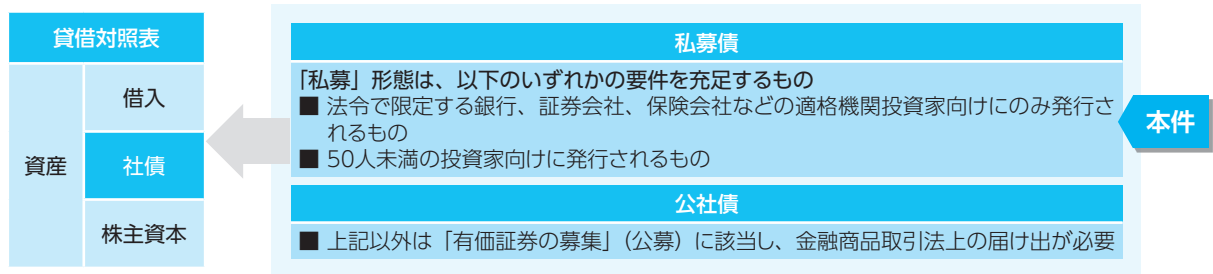 貸借対照表
資産
借入
社債
株主資本
私募債
「私募」形態は、以下のいずれかの要件を充足するもの
■ 法令で限定する銀行、証券会社、保険会社などの適格機関投資家向けにのみ発行さ
れるもの
■ 50人未満の投資家向けに発行されるもの
本件
公社債
■ 上記以外は「有価証券の募集」（公募）に該当し、金融商品取引法上の届け出が必要